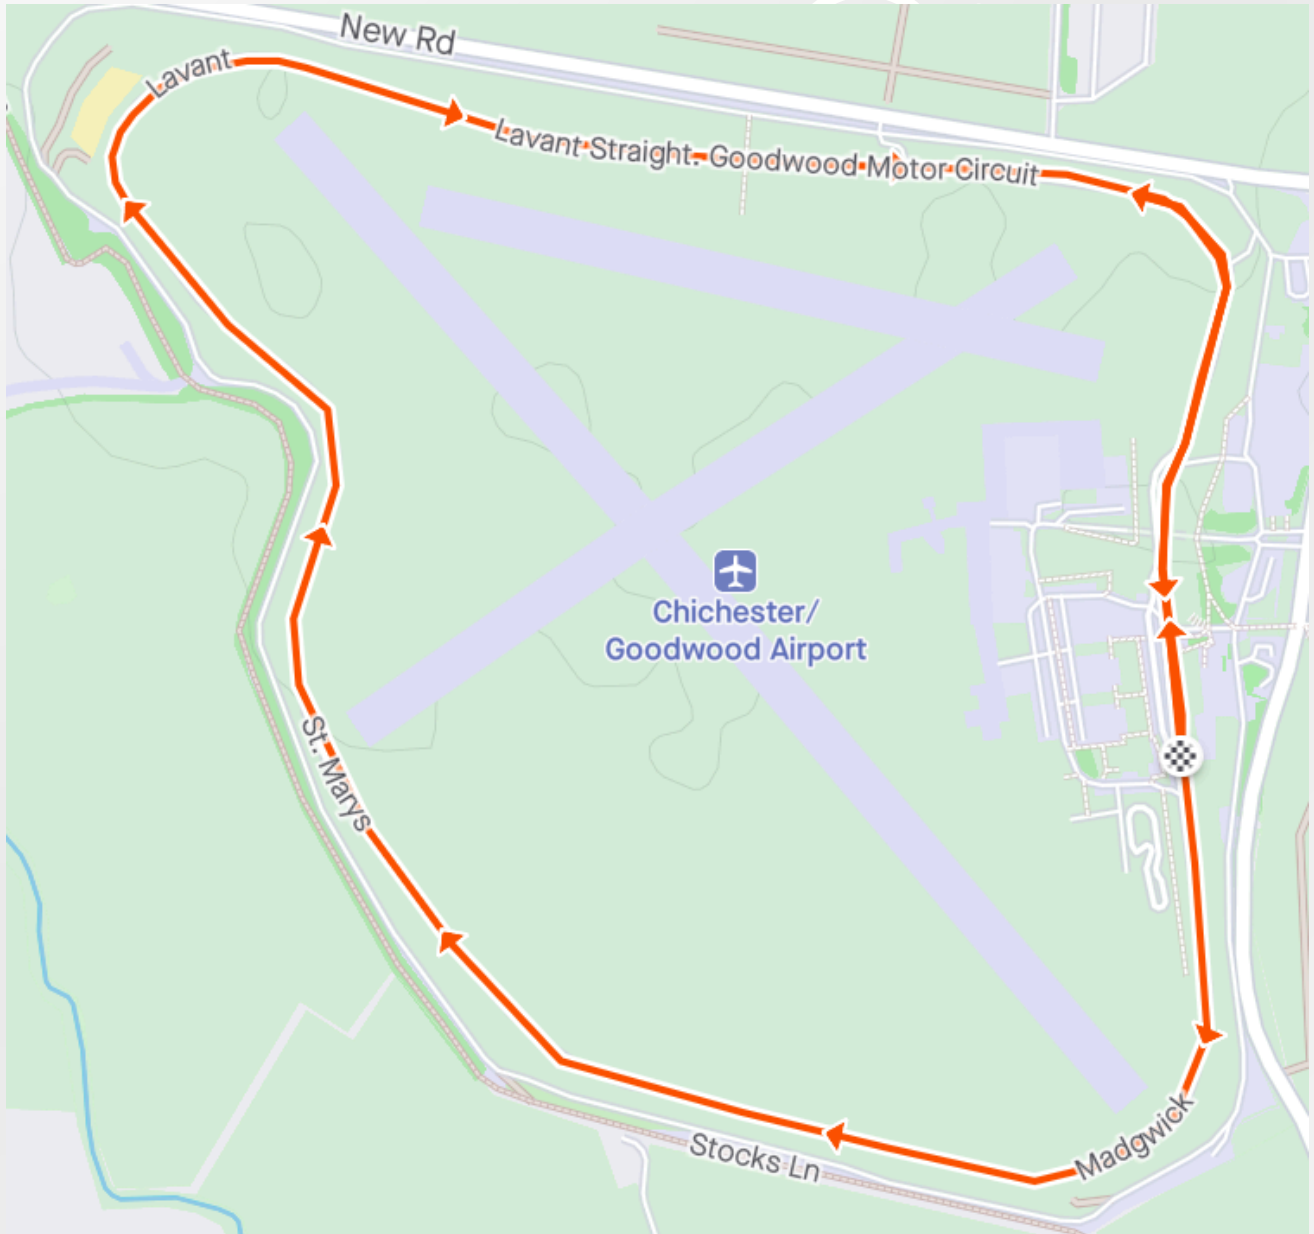 New Rd
Lavant
Lavant Straight. Goodwood Motor Circuit
Chichester/
Goodwood Airport
St. Marys
Madgwick
Stocks Ln